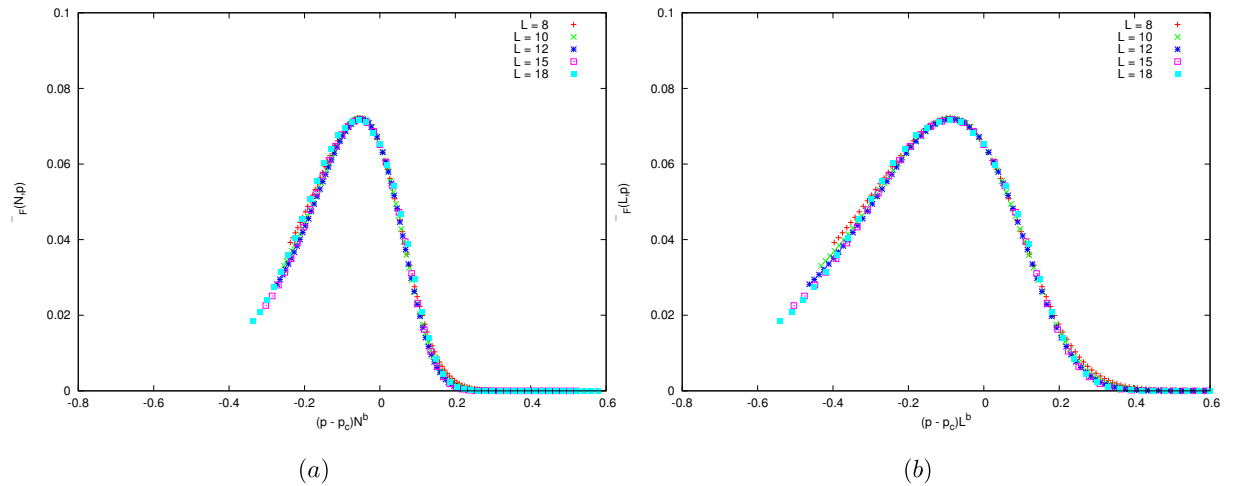 0.1
0.08
0.06
0.04
0.02
0
-0.8
-0.6
-0.4
-0.2
0
0.2
0.4
0.6
¯F(N,p)
(p - pc)N^b
L = 8
L = 10
L = 12
L = 15
L = 18
(a)
0.1
0.08
0.06
0.04
0.02
0
-0.8
-0.6
-0.4
-0.2
0
0.2
0.4
0.6
¯F(L,p)
(p - pc)L^b
L = 8
L = 10
L = 12
L = 15
L = 18
(b)